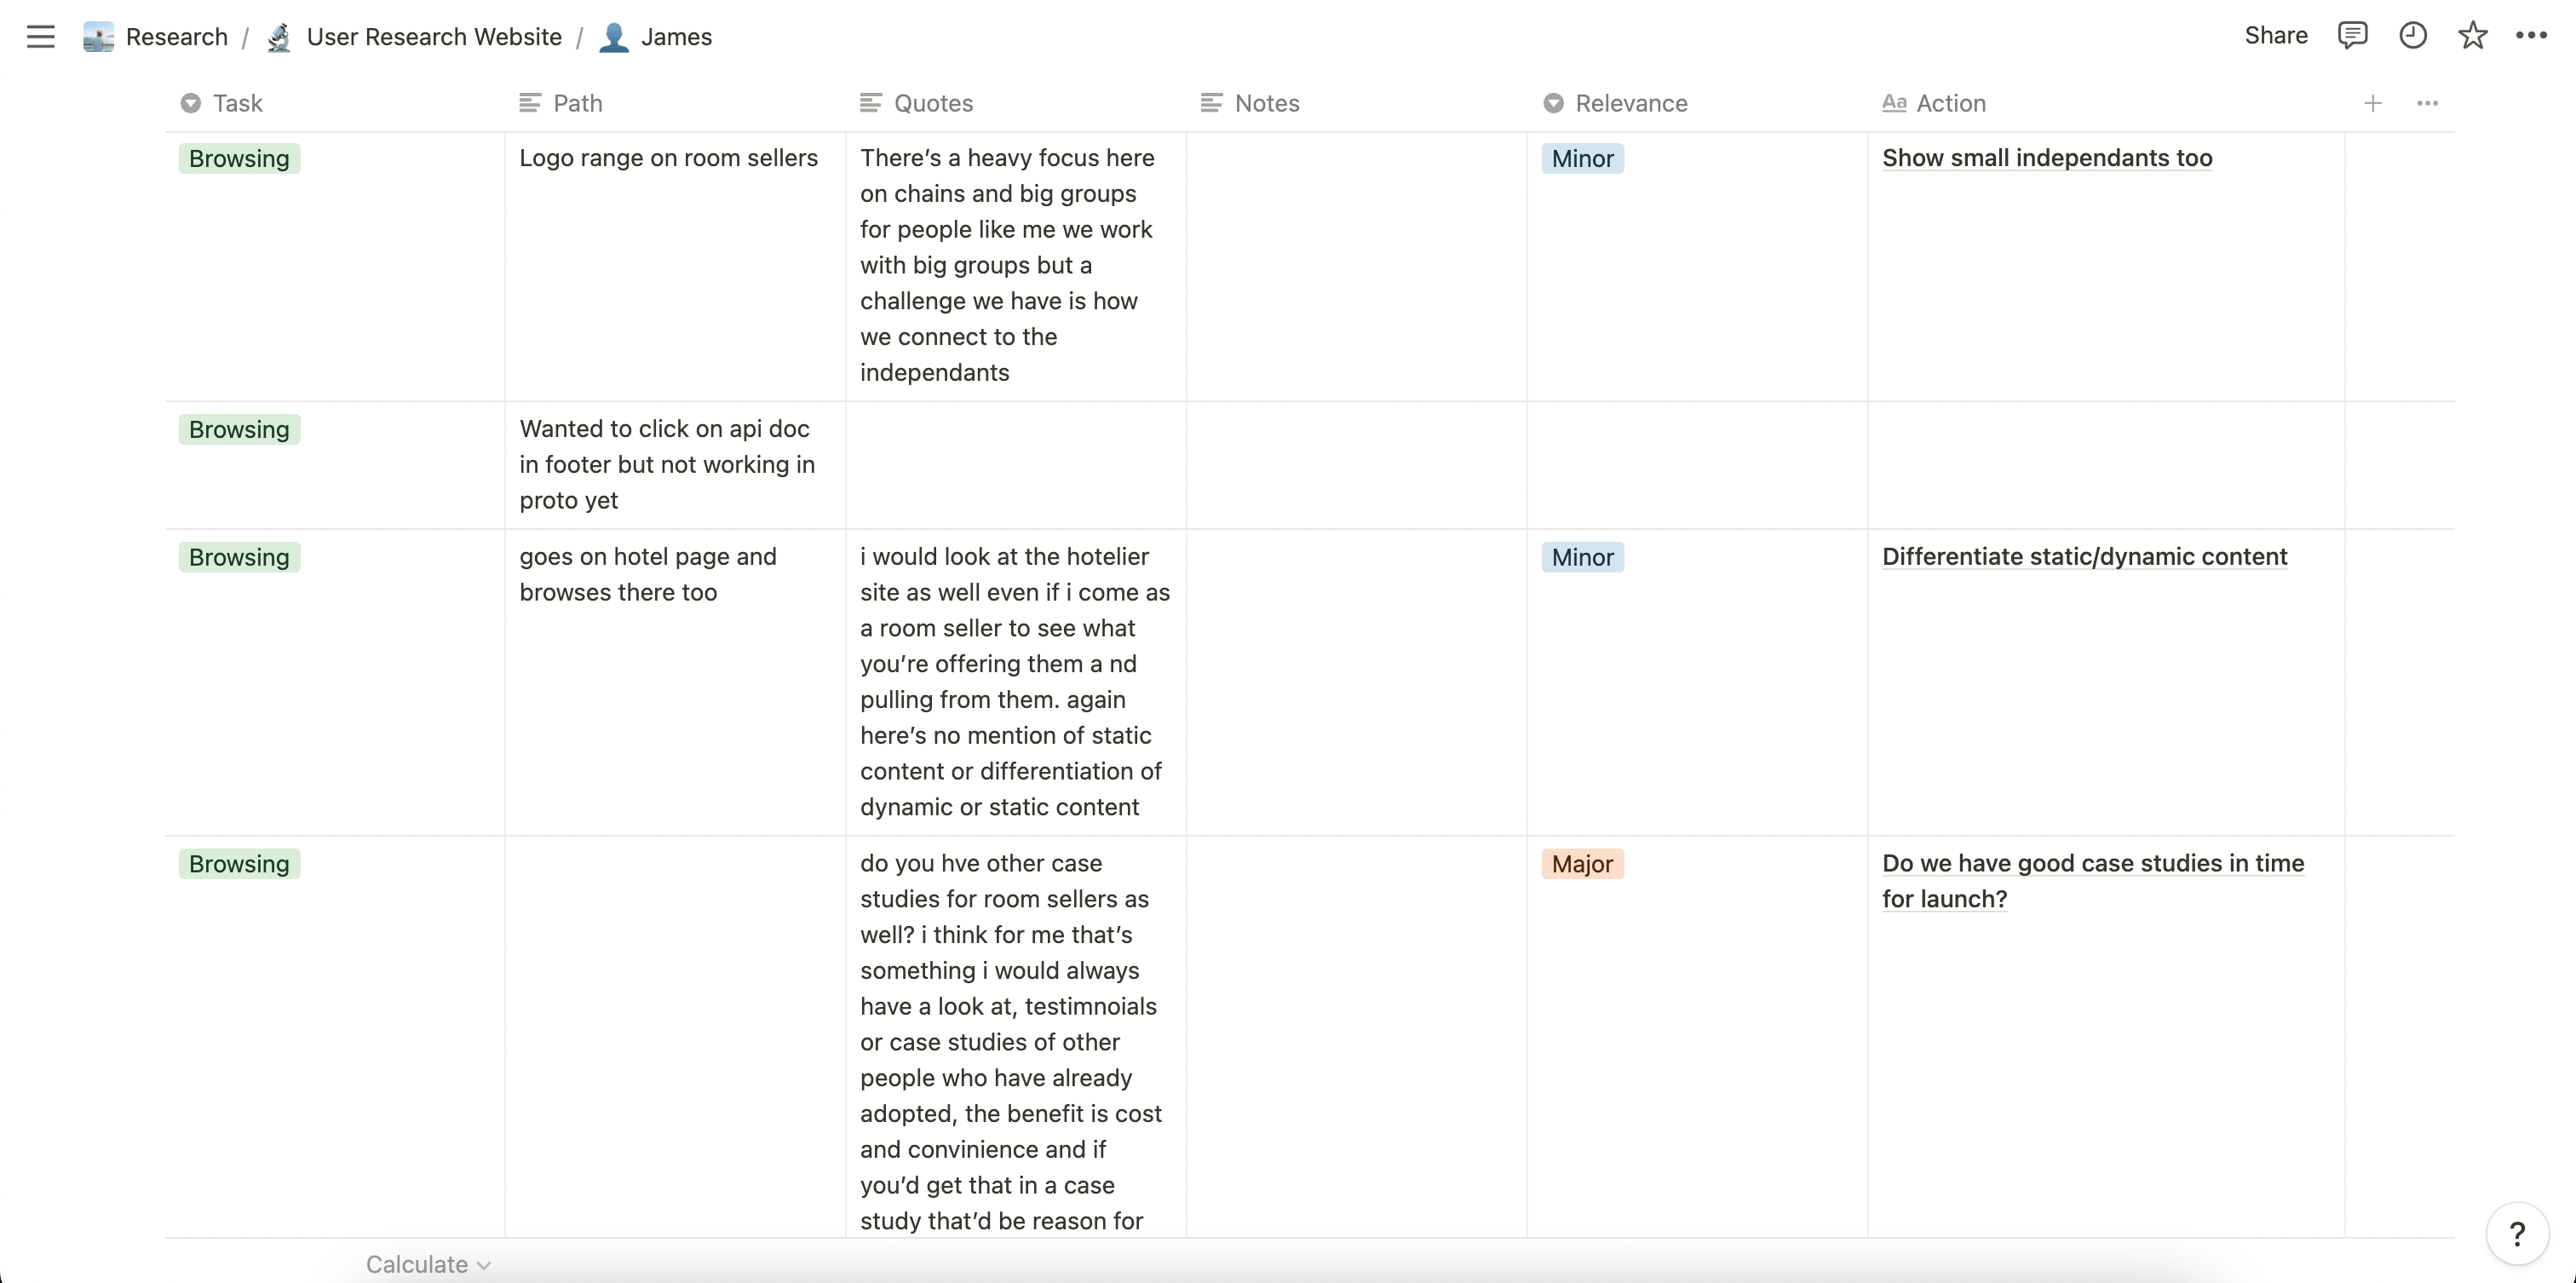 Research / User Research Website / James
Share
Task
Path
Quotes
Notes
Relevance
Aa Action
Browsing
Logo range on room sellers
There’s a heavy focus here
on chains and big groups
for people like me we work
with big groups but a
challenge we have is how
we connect to the
independants
Minor
Show small independants too
Browsing
Wanted to click on api doc
in footer but not working in
proto yet
Browsing
goes on hotel page and
browses there too
i would look at the hotelier
site as well even if i come as
a room seller to see what
you’re offering them a nd
pulling from them. again
here’s no mention of static
content or differentiation of
dynamic or static content
Minor
Differentiate static/dynamic content
Browsing
do you hve other case
studies for room sellers as
well? i think for me that’s
something i would always
have a look at, testimnoials
or case studies of other
people who have already
adopted, the benefit is cost
and convinience and if
you’d get that in a case
study that’d be reason for
Major
Do we have good case studies in time
for launch?
Calculate
?